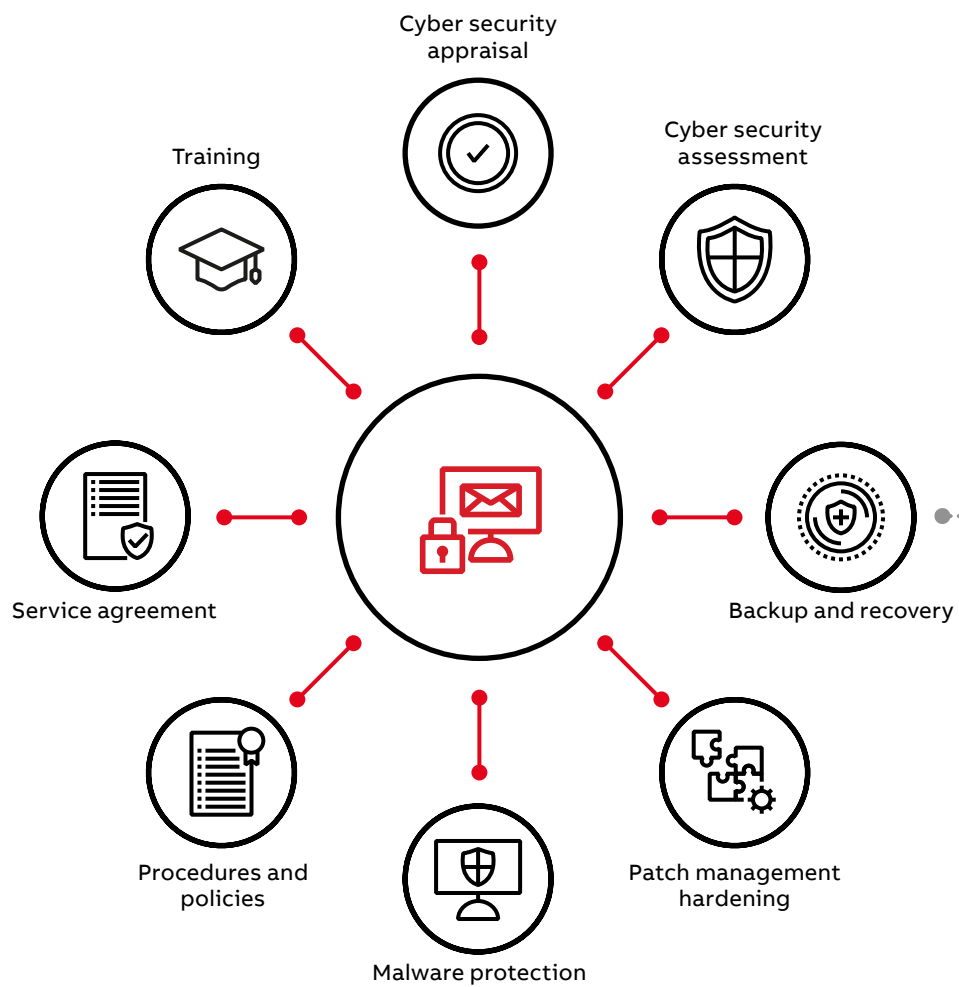 Cyber security
appraisal
Cyber security
assessment
Training
Service agreement
Backup and recovery
Procedures and
policies
Patch management
hardening
Malware protection